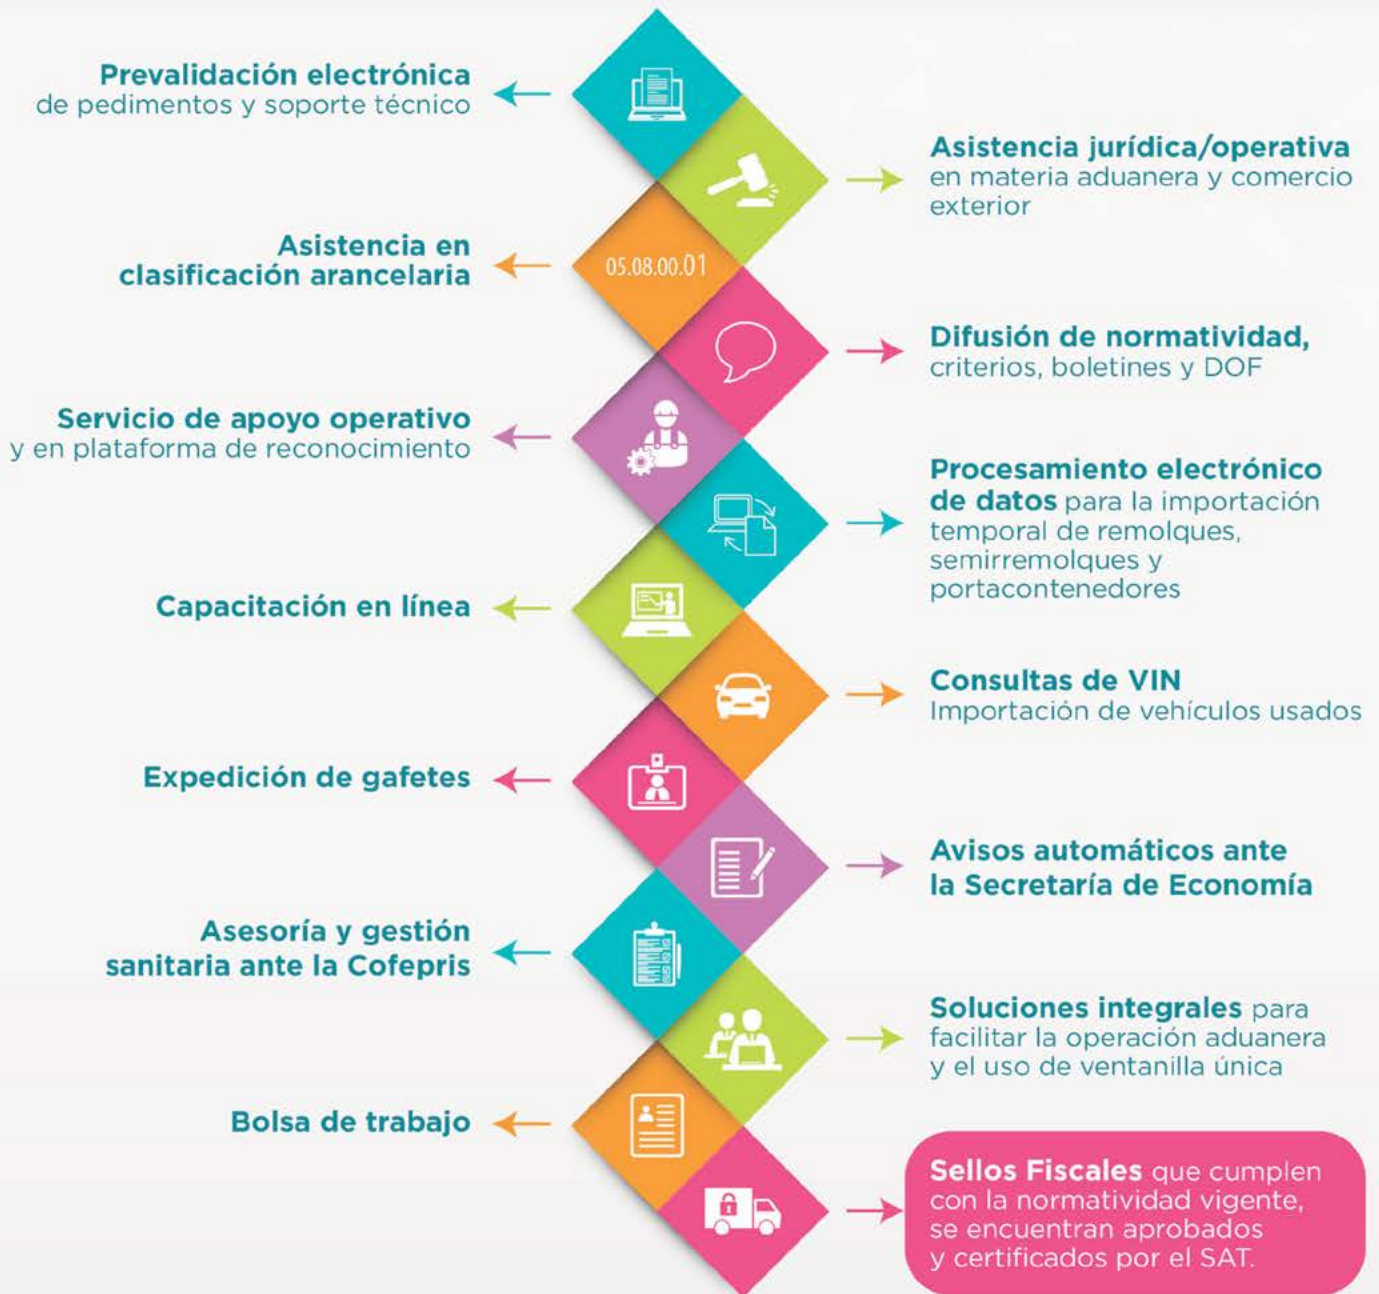 Prevalidación electrónica
de pedimentos y soporte técnico
Asistencia jurídica/operativa
en materia aduanera y comercio
exterior
Asistencia en
clasificación arancelaria
05.08.00.01
Difusión de normatividad,
criterios, boletines y DOF
Servicio de apoyo operativo
y en plataforma de reconocimiento
Procesamiento electrónico
de datos para la importación
temporal de remolques,
semirremolques y
portacontenedores
Capacitación en línea
Consultas de VIN
Importación de vehículos usados
Expedición de gafetes
Avisos automáticos ante
la Secretaría de Economía
Asesoría y gestión
sanitaria ante la Cofepris
Soluciones integrales para
facilitar la operación aduanera
y el uso de ventanilla única
Bolsa de trabajo
Sellos Fiscales que cumplen
con la normatividad vigente,
se encuentran aprobados
y certificados por el SAT.